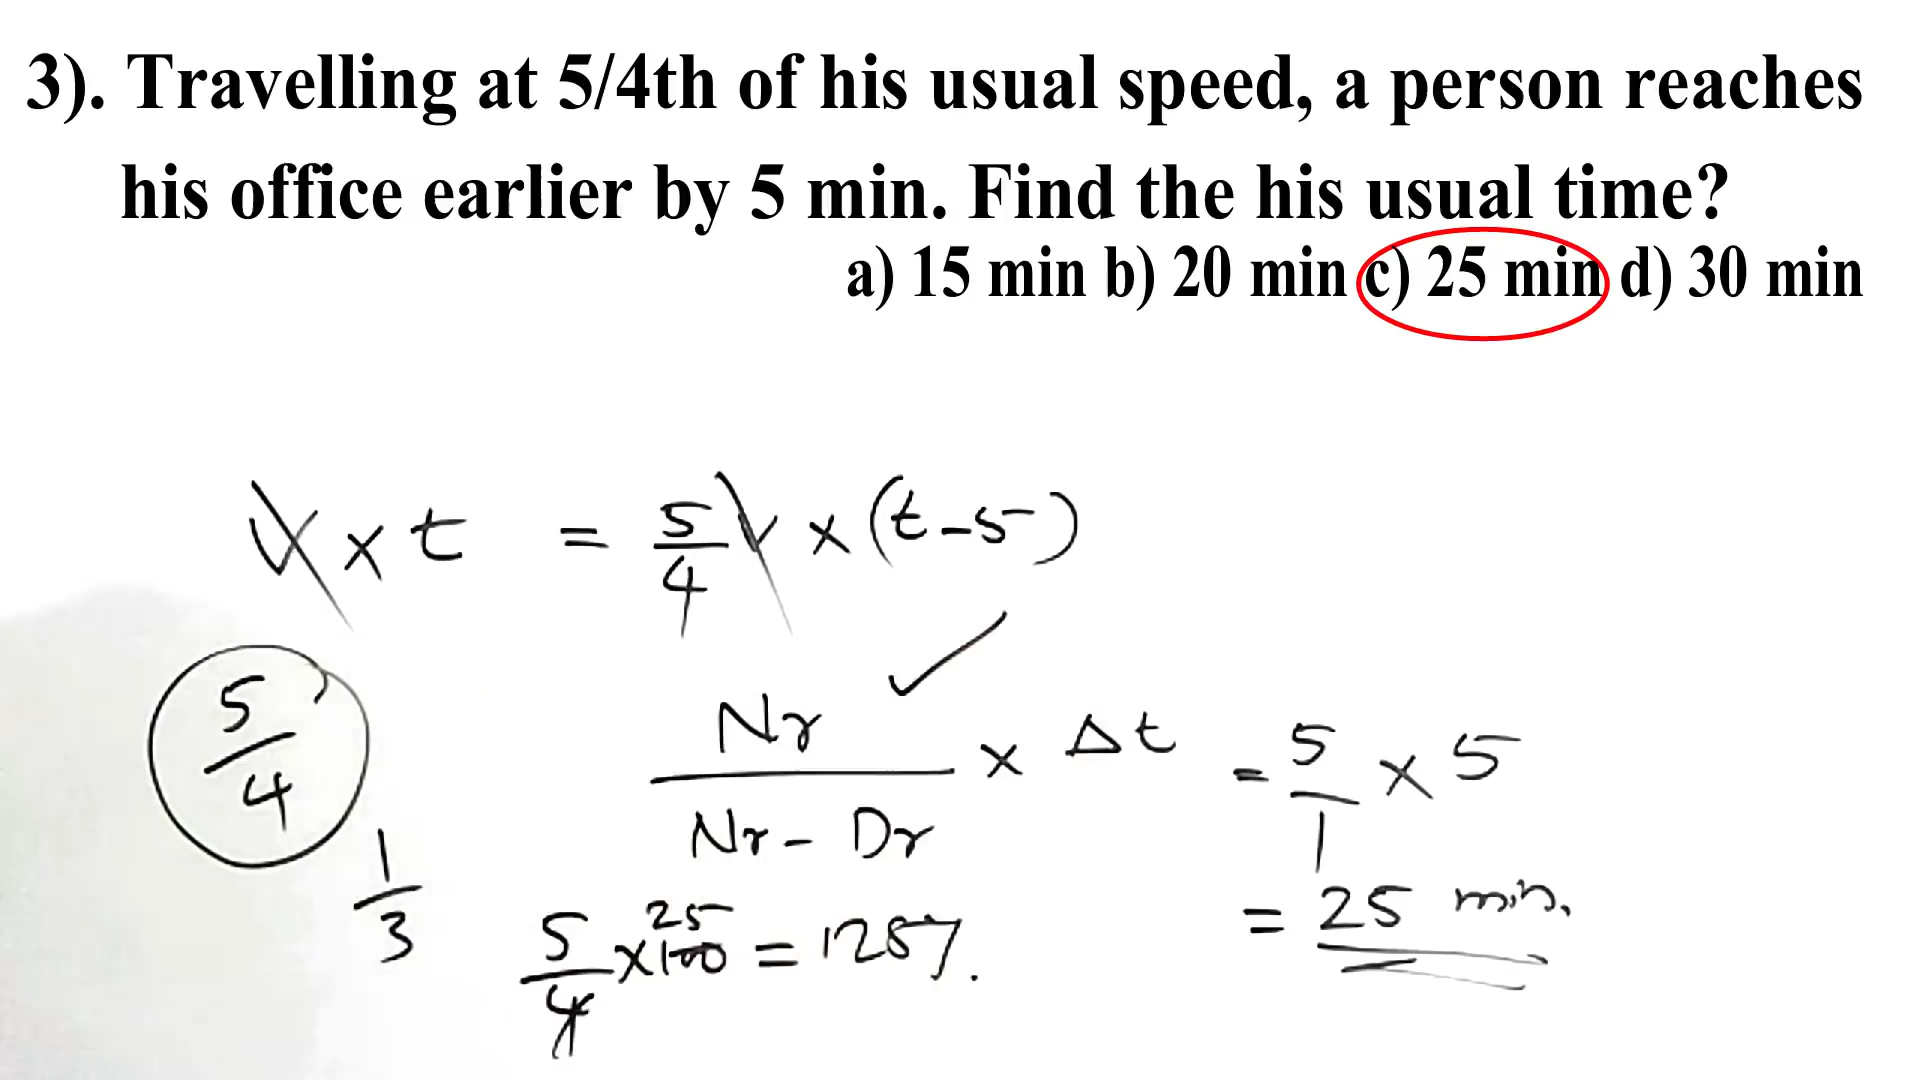 3). Travelling at 5/4th of his usual speed, a person reaches
his office earlier by 5 min. Find the his usual time?
a) 15 min b) 20 min c) 25 min d) 30 min
v × t = 5/4 v × (t-5)
5/4
Nr/Nr - Dr × Δt = 5/1 × 5
1/3
5/4 × 100 25 = 125%.
= 25 min.